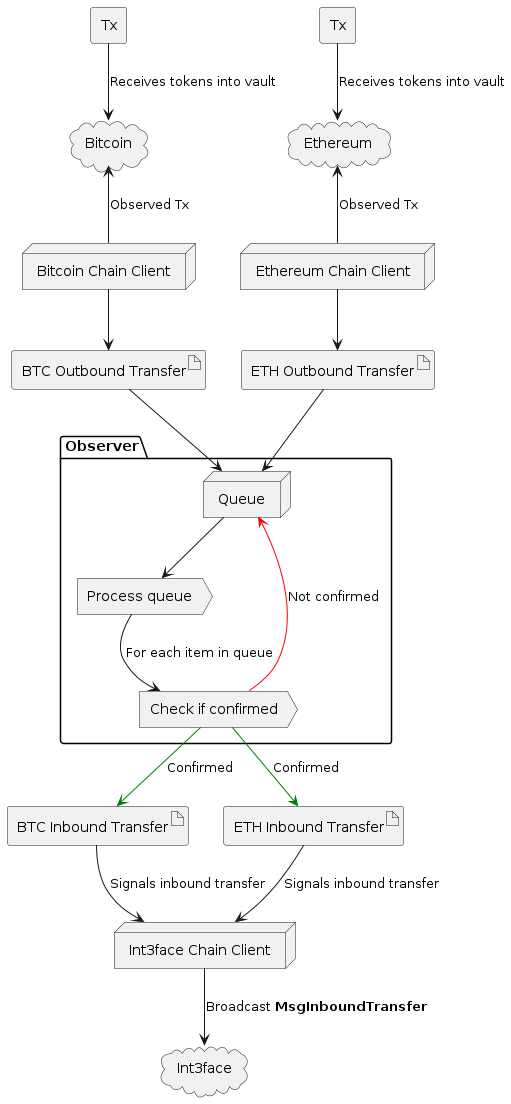 Tx
Tx
Receives tokens into vault
Receives tokens into vault
Bitcoin
Ethereum
Observed Tx
Observed Tx
Bitcoin Chain Client
Ethereum Chain Client
BTC Outbound Transfer
ETH Outbound Transfer
Observer
Queue
Process queue
Not confirmed
For each item in queue
Check if confirmed
Confirmed
Confirmed
BTC Inbound Transfer
ETH Inbound Transfer
Signals inbound transfer
Signals inbound transfer
Int3face Chain Client
Broadcast MsgInboundTransfer
Int3face